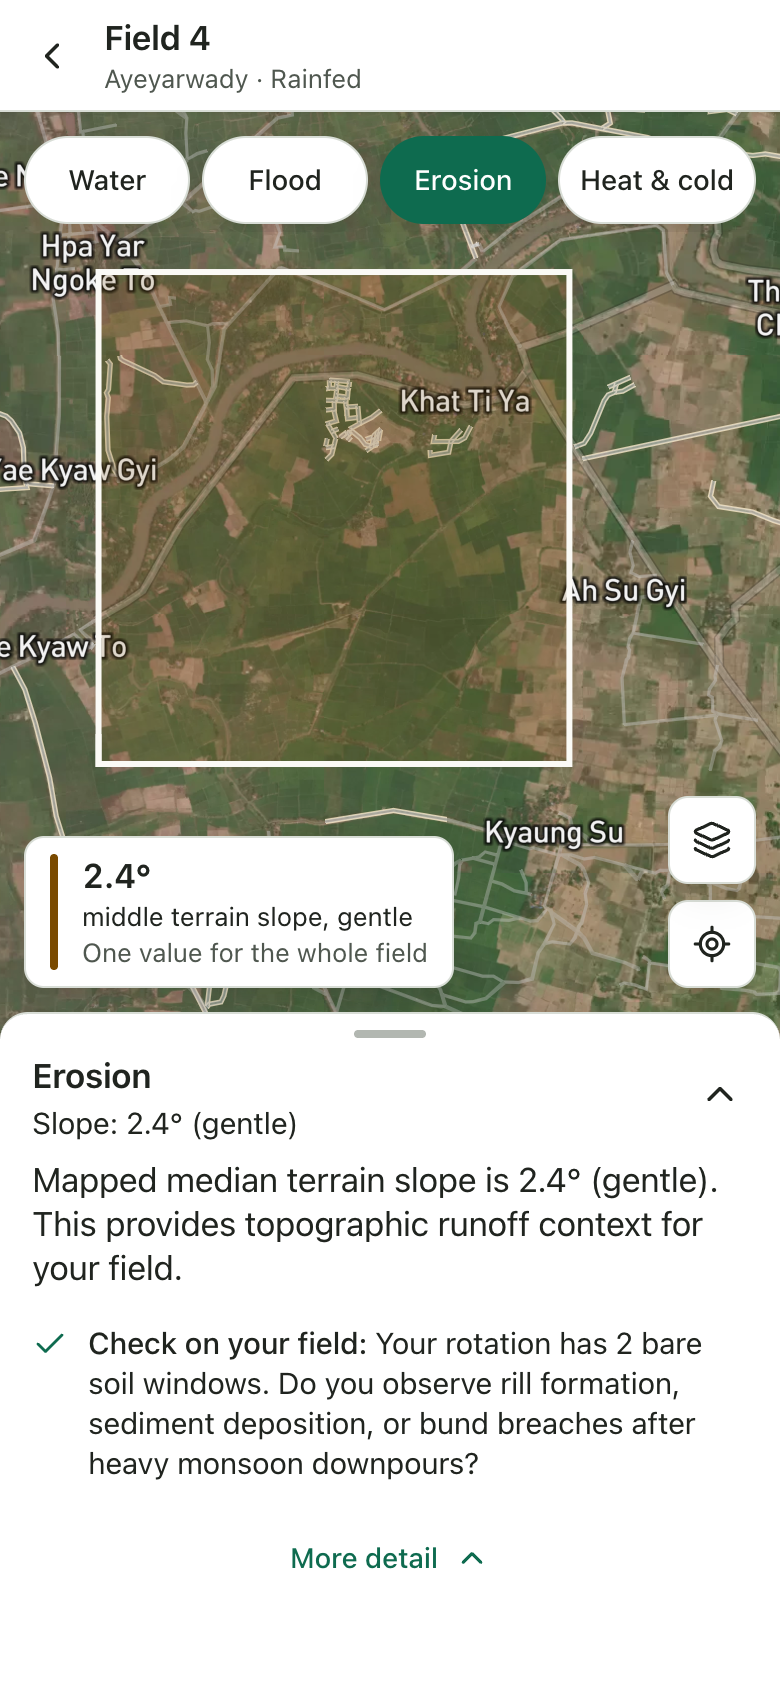 Field 4
Ayeyarwady · Rainfed
Water
Flood
Erosion
Heat & cold
Hpa Yar
Ngoke To
Khat Ti Ya
Kyaw Gyi
Ah Su Gyi
Kyaw To
Kyaung Su
2.4°
middle terrain slope, gentle
One value for the whole field
Erosion
Slope: 2.4° (gentle)
Mapped median terrain slope is 2.4° (gentle).
This provides topographic runoff context for
your field.
Check on your field: Your rotation has 2 bare
soil windows. Do you observe rill formation,
sediment deposition, or bund breaches after
heavy monsoon downpours?
More detail